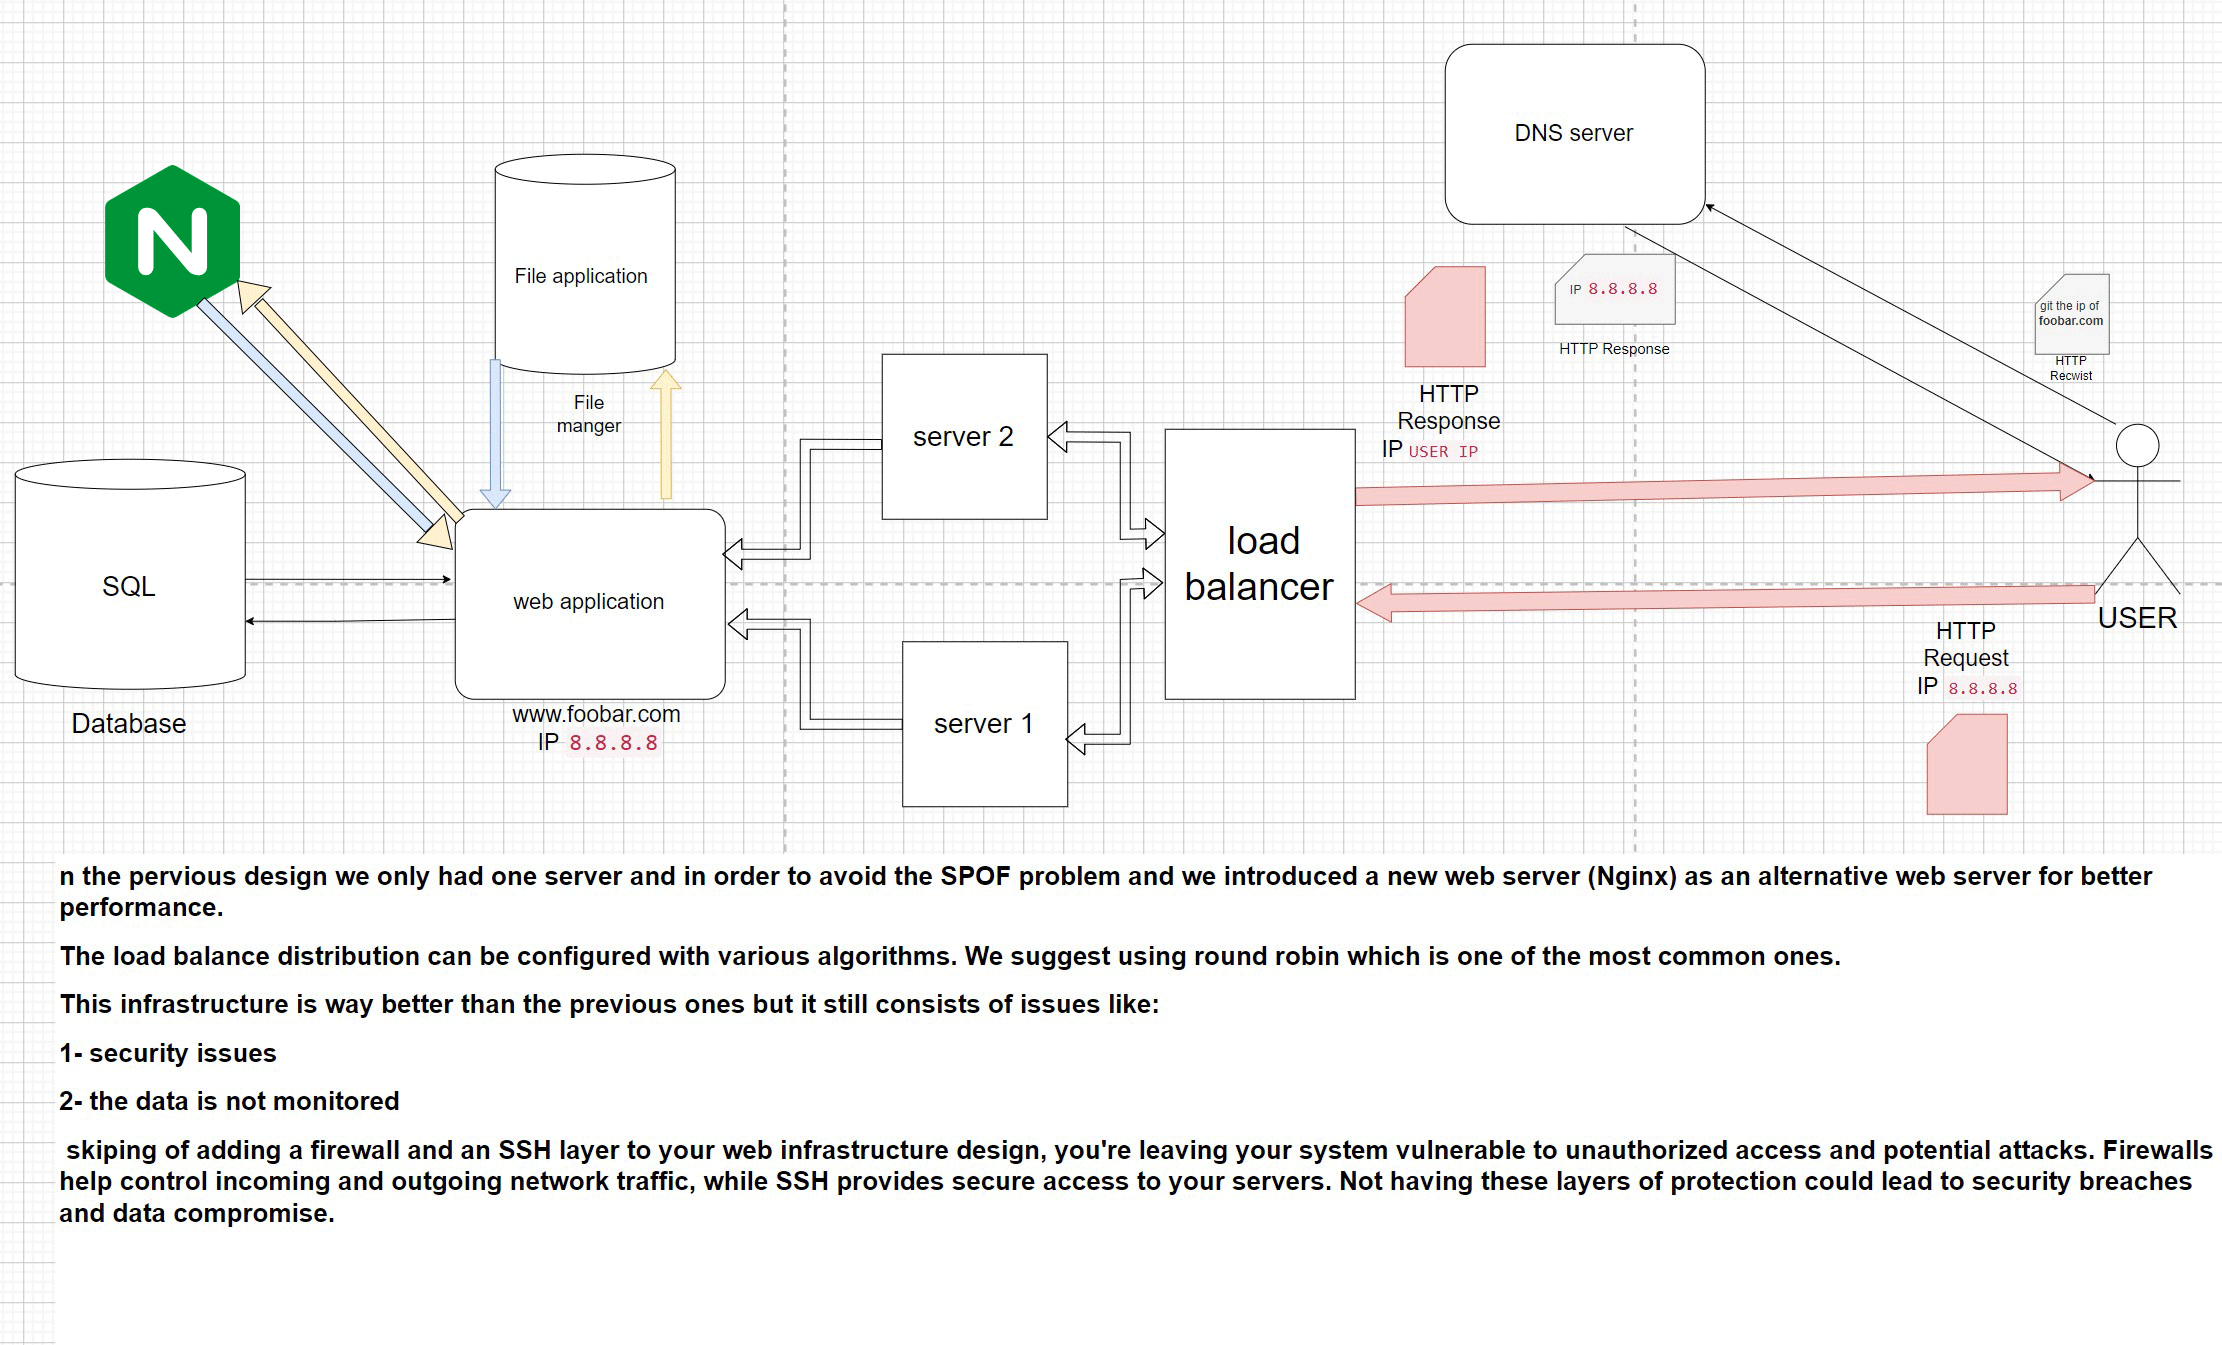 DNS server
N
File application
IP 8.8.8.8
HTTP Response
git the ip of
foobar.com
HTTP
Recwist
File
manger
HTTP
Response
IP USER IP
server 2
load
balancer
SQL
web application
USER
HTTP
Request
IP 8.8.8.8
Database
www.foobar.com
IP 8.8.8.8
server 1
n the pervious design we only had one server and in order to avoid the SPOF problem and we introduced a new web server (Nginx) as an alternative web server for better
performance.
The load balance distribution can be configured with various algorithms. We suggest using round robin which is one of the most common ones.
This infrastructure is way better than the previous ones but it still consists of issues like:
1- security issues
2- the data is not monitored
skiping of adding a firewall and an SSH layer to your web infrastructure design, you're leaving your system vulnerable to unauthorized access and potential attacks. Firewalls
help control incoming and outgoing network traffic, while SSH provides secure access to your servers. Not having these layers of protection could lead to security breaches
and data compromise.